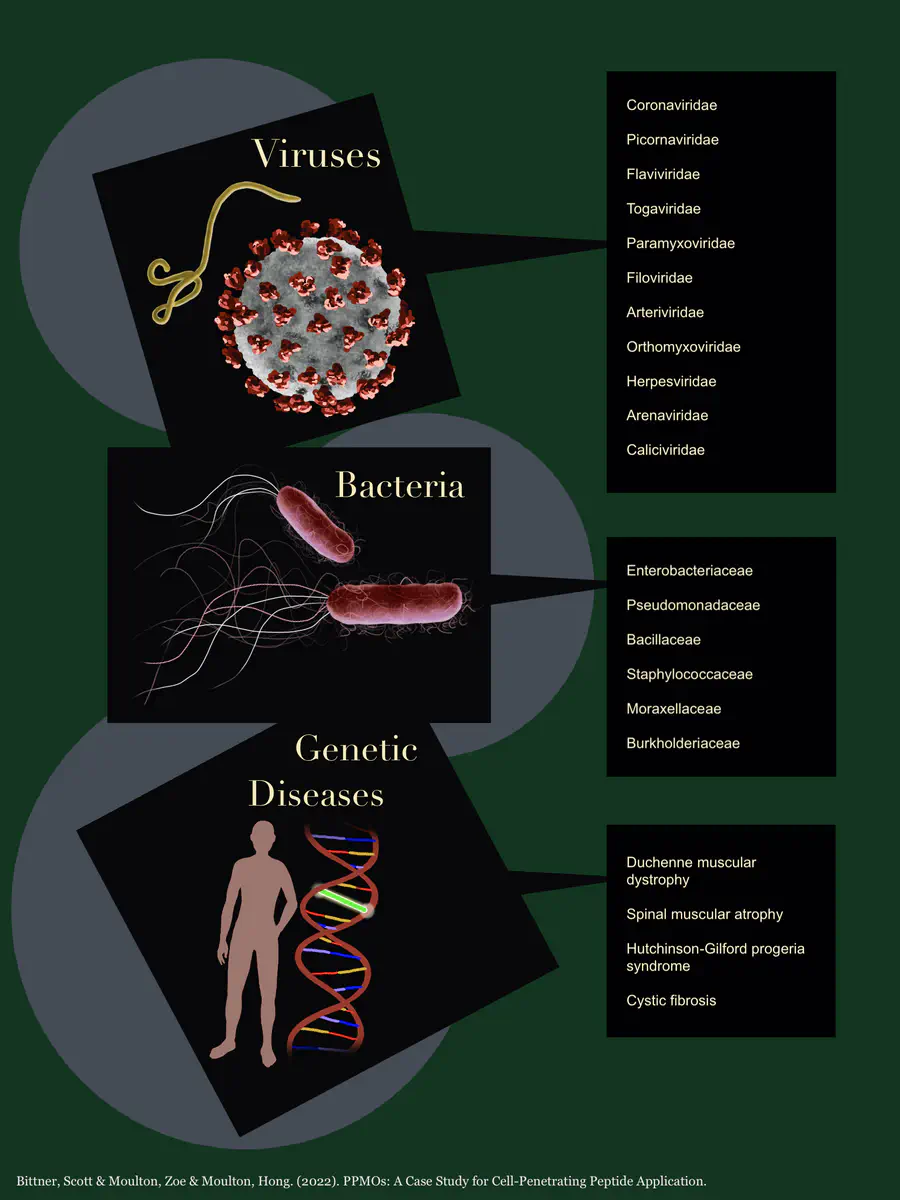 Viruses
Coronaviridae
Picornaviridae
Flaviviridae
Togaviridae
Paramyxoviridae
Filoviridae
Arteriviridae
Orthomyxoviridae
Herpesviridae
Arenaviridae
Caliciviridae
Bacteria
Enterobacteriaceae
Pseudomonadaceae
Bacillaceae
Staphylococcaceae
Moraxellaceae
Burkholderiaceae
Genetic
Diseases
Duchenne muscular
dystrophy
Spinal muscular atrophy
Hutchinson-Gilford progeria
syndrome
Cystic fibrosis
Bittner, Scott & Moulton, Zoe & Moulton, Hong. (2022). PPMOs: A Case Study for Cell-Penetrating Peptide Application.